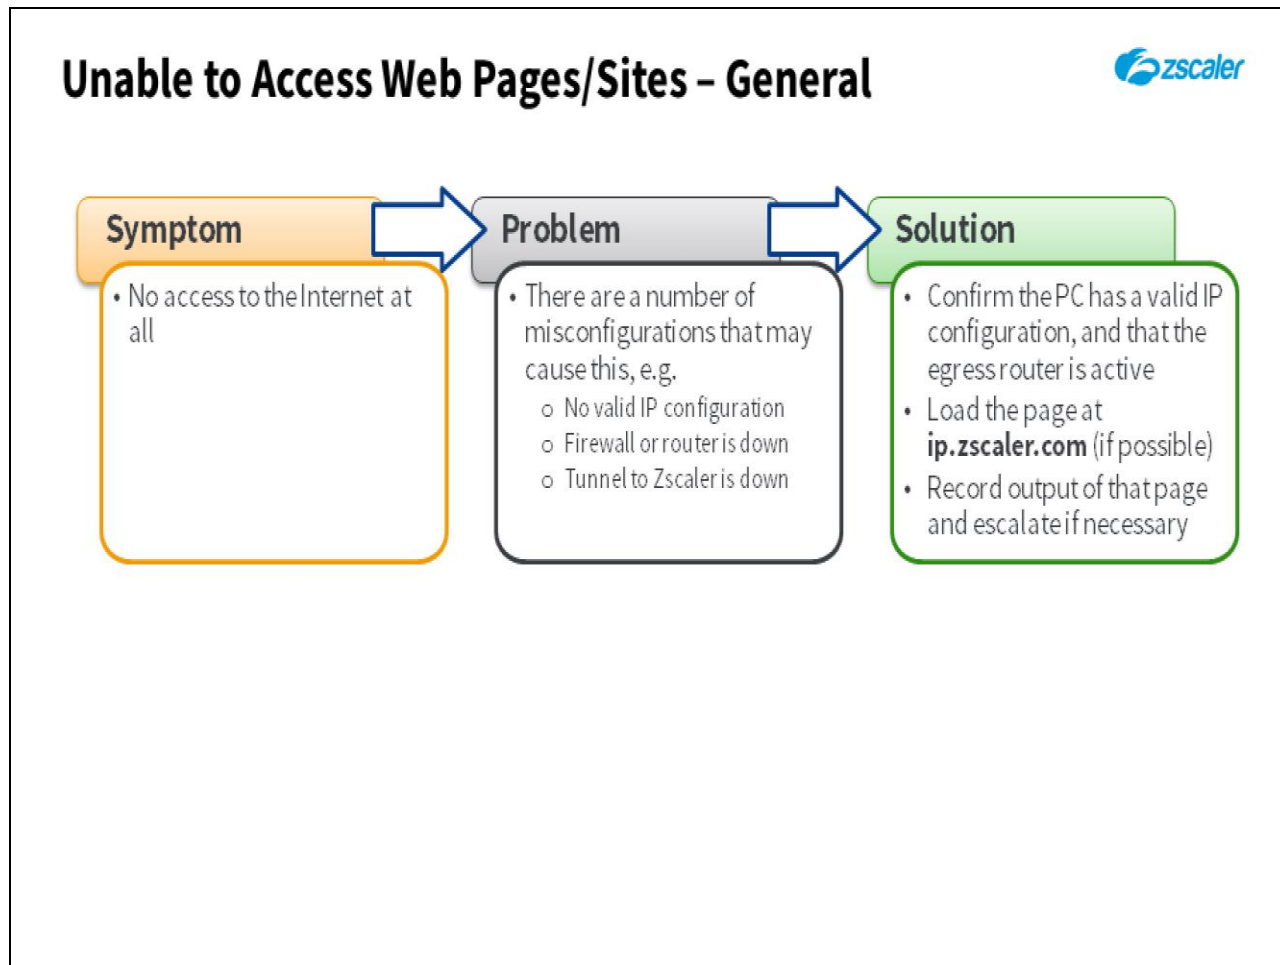 Unable to Access Web Pages/Sites – General
zscaler
Symptom
• No access to the Internet at
all
Problem
• There are a number of
misconfigurations that may
cause this, e.g.
o No valid IP configuration
o Firewall or router is down
o Tunnel to Zscaler is down
Solution
• Confirm the PC has a valid IP
configuration, and that the
egress router is active
• Load the page at
ip.zscaler.com (if possible)
• Record output of that page
and escalate if necessary